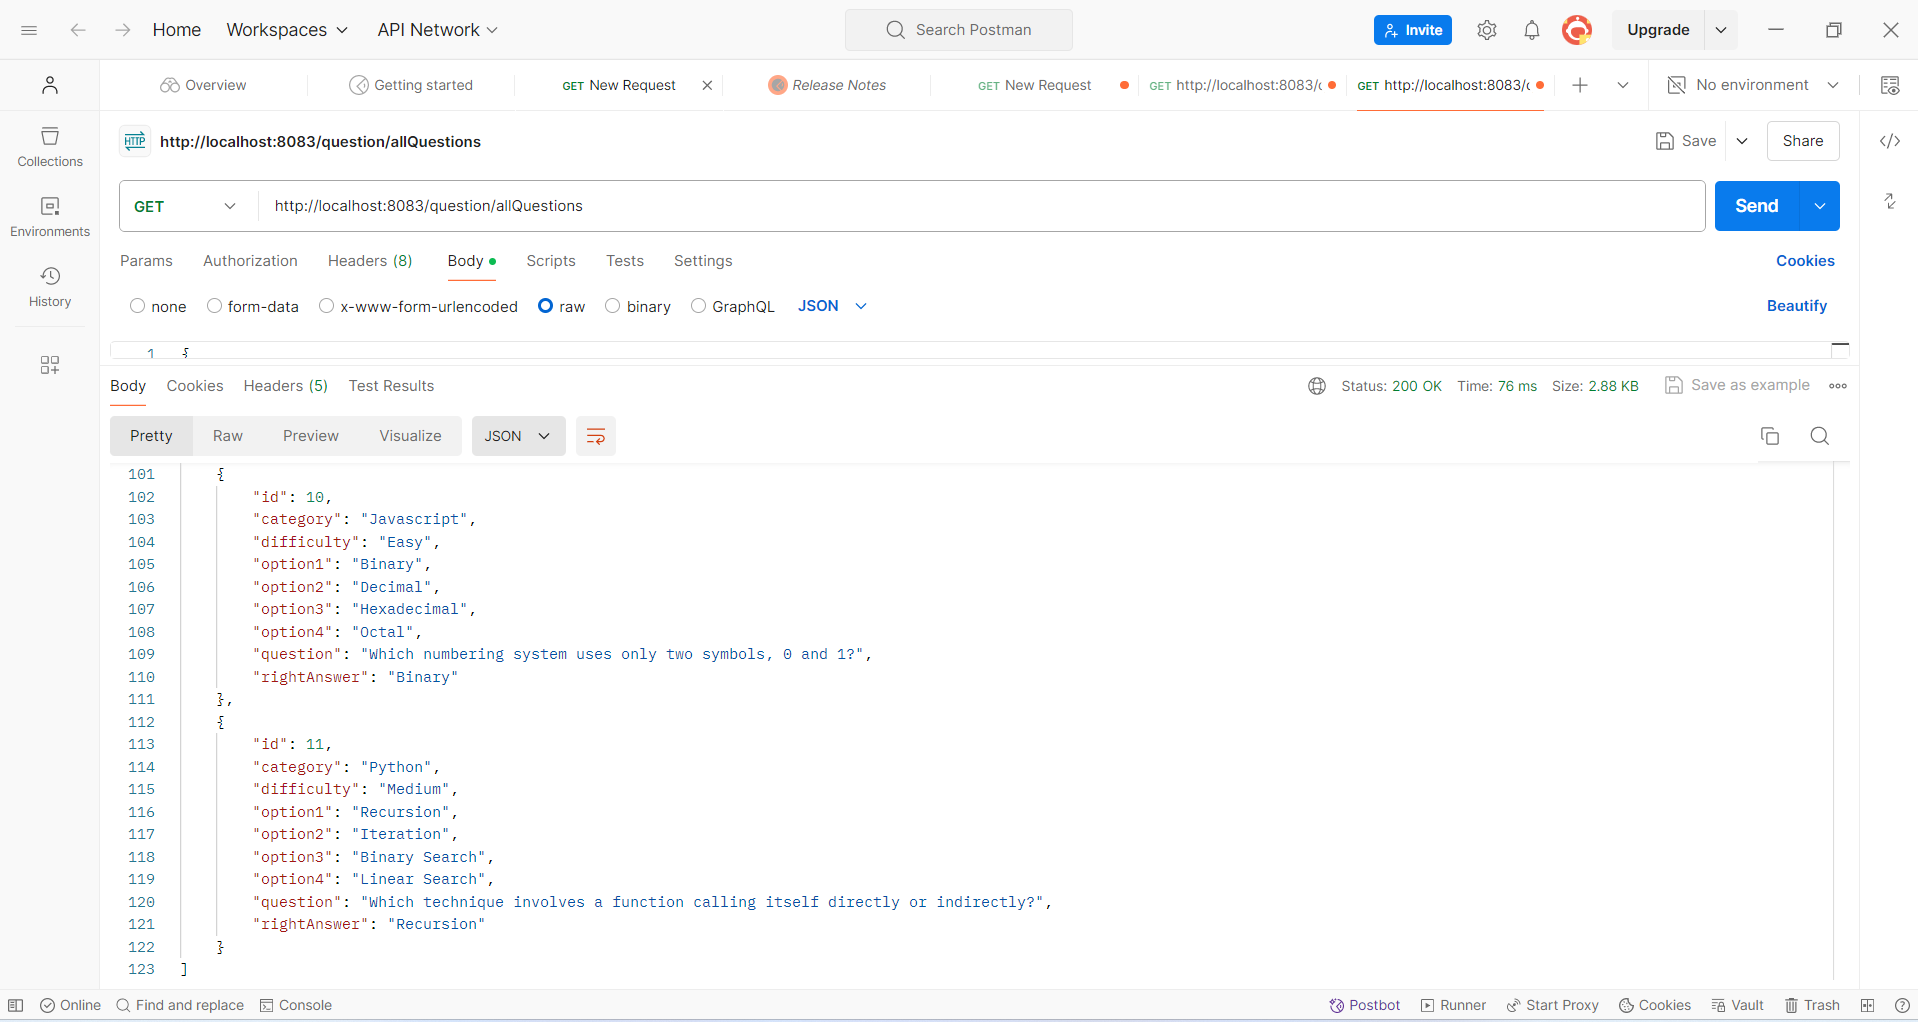 Home Workspaces API Network Search Postman Invite Upgrade
Overview Getting started GET New Request Release Notes GET New Request GET http://localhost:8083/ GET http://localhost:8083/ No environment
HTTP http://localhost:8083/question/allQuestions Save Share
GET http://localhost:8083/question/allQuestions Send
Collections
Environments
History
Params Authorization Headers (8) Body Scripts Tests Settings Cookies
none form-data x-www-form-urlencoded raw binary GraphQL JSON Beautify
1 {
Body Cookies Headers (5) Test Results Status: 200 OK Time: 76 ms Size: 2.88 KB Save as example
Pretty Raw Preview Visualize JSON
101 {
102 "id": 10,
103 "category": "Javascript",
104 "difficulty": "Easy",
105 "option1": "Binary",
106 "option2": "Decimal",
107 "option3": "Hexadecimal",
108 "option4": "Octal",
109 "question": "Which numbering system uses only two symbols, 0 and 1?",
110 "rightAnswer": "Binary"
111 },
112 {
113 "id": 11,
114 "category": "Python",
115 "difficulty": "Medium",
116 "option1": "Recursion",
117 "option2": "Iteration",
118 "option3": "Binary Search",
119 "option4": "Linear Search",
120 "question": "Which technique involves a function calling itself directly or indirectly?",
121 "rightAnswer": "Recursion"
122 }
123 ]
Online Find and replace Console Postbot Runner Start Proxy Cookies Vault Trash